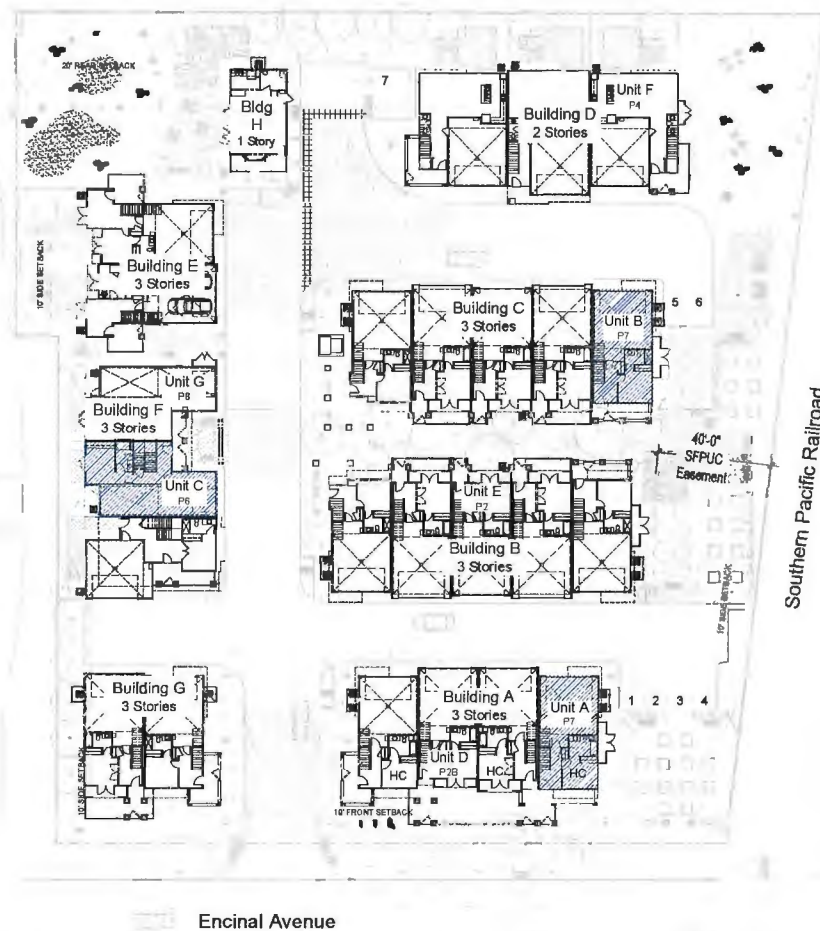 20' REAR SETBACK
Bldg
H
1 Story
7
Building D
2 Stories
Unit F
P4
10' SIDE SETBACK
Building E
3 Stories
Building C
3 Stories
Unit B
P7
5 6
Unit G
P8
Building F
3 Stories
Unit C
P6
40'-0"
SFPUC
Easement
Southern Pacific Railroad
Unit E
P2
Building B
3 Stories
10' SIDE SETBACK
Building G
3 Stories
Building A
3 Stories
Unit A
P7
1 2 3 4
Unit D
P2B
HC
HC
HC
10' SIDE SETBACK
10' FRONT SETBACK
Encinal Avenue